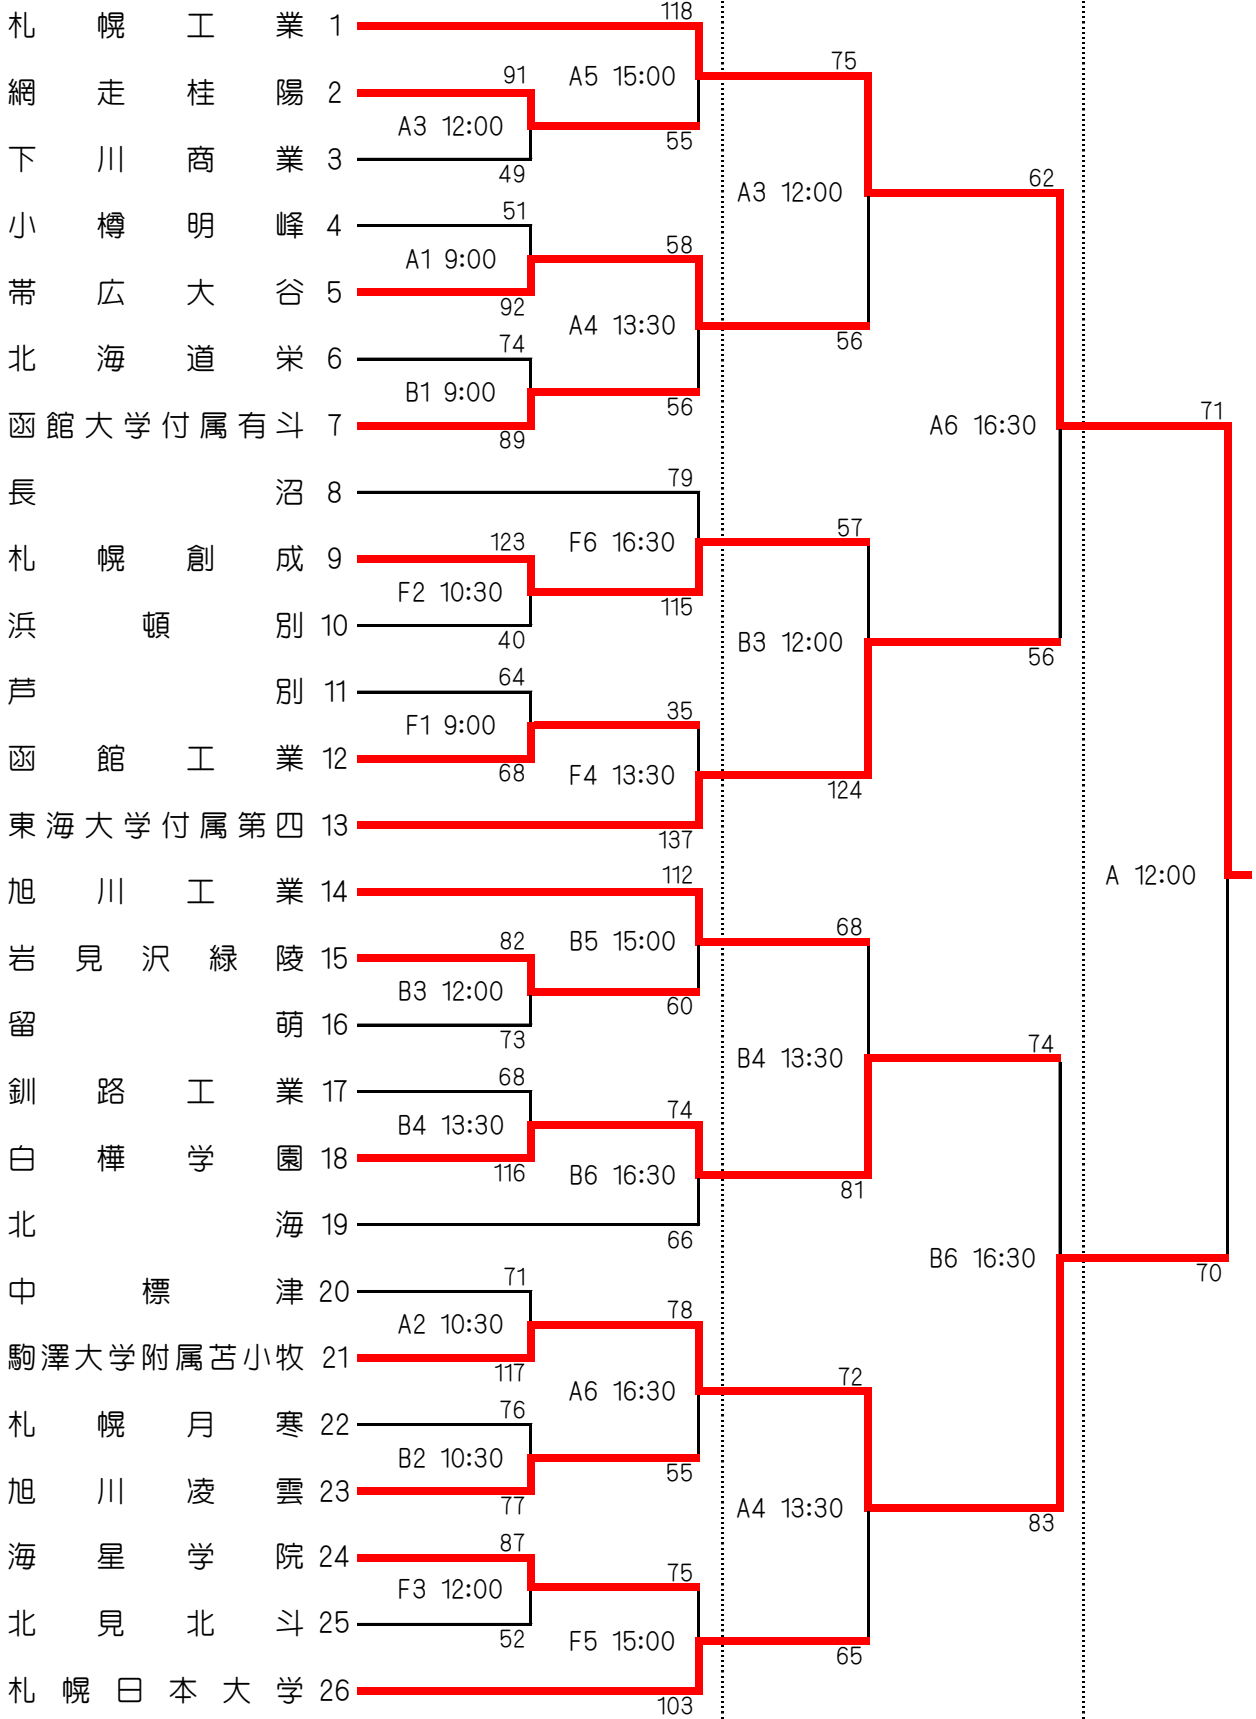 118
札幌工業 1
75
91
A5 15:00
網走桂陽 2
A3 12:00
55
下川商業 3
49
A3 12:00
62
51
小樽明峰 4
58
A1 9:00
帯広大谷 5
92
A4 13:30
74
56
北海道栄 6
B1 9:00
56
71
函館大学付属有斗 7
A6 16:30
89
79
長沼 8
57
123
F6 16:30
札幌創成 9
F2 10:30
115
浜頓別 10
40
B3 12:00
56
64
芦別 11
35
F1 9:00
函館工業 12
68
F4 13:30
124
東海大学付属第四 13
137
112
A 12:00
旭川工業 14
68
82
B5 15:00
岩見沢緑陵 15
B3 12:00
60
留萌 16
73
74
B4 13:30
68
釧路工業 17
74
B4 13:30
白樺学園 18
116
B6 16:30
81
北海 19
66
B6 16:30
70
71
中標津 20
78
A2 10:30
駒澤大学附属苫小牧 21
117
72
A6 16:30
76
札幌月寒 22
B2 10:30
55
旭川凌雲 23
77
A4 13:30
83
87
海星学院 24
75
F3 12:00
北見北斗 25
52
F5 15:00
65
札幌日本大学 26
103